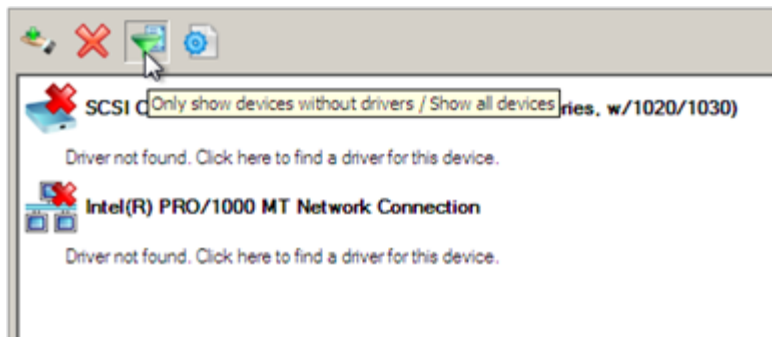 SCSI C
Only show devices without drivers / Show all devices
ries, w/1020/1030)
Driver not found. Click here to find a driver for this device.
Intel(R) PRO/1000 MT Network Connection
Driver not found. Click here to find a driver for this device.